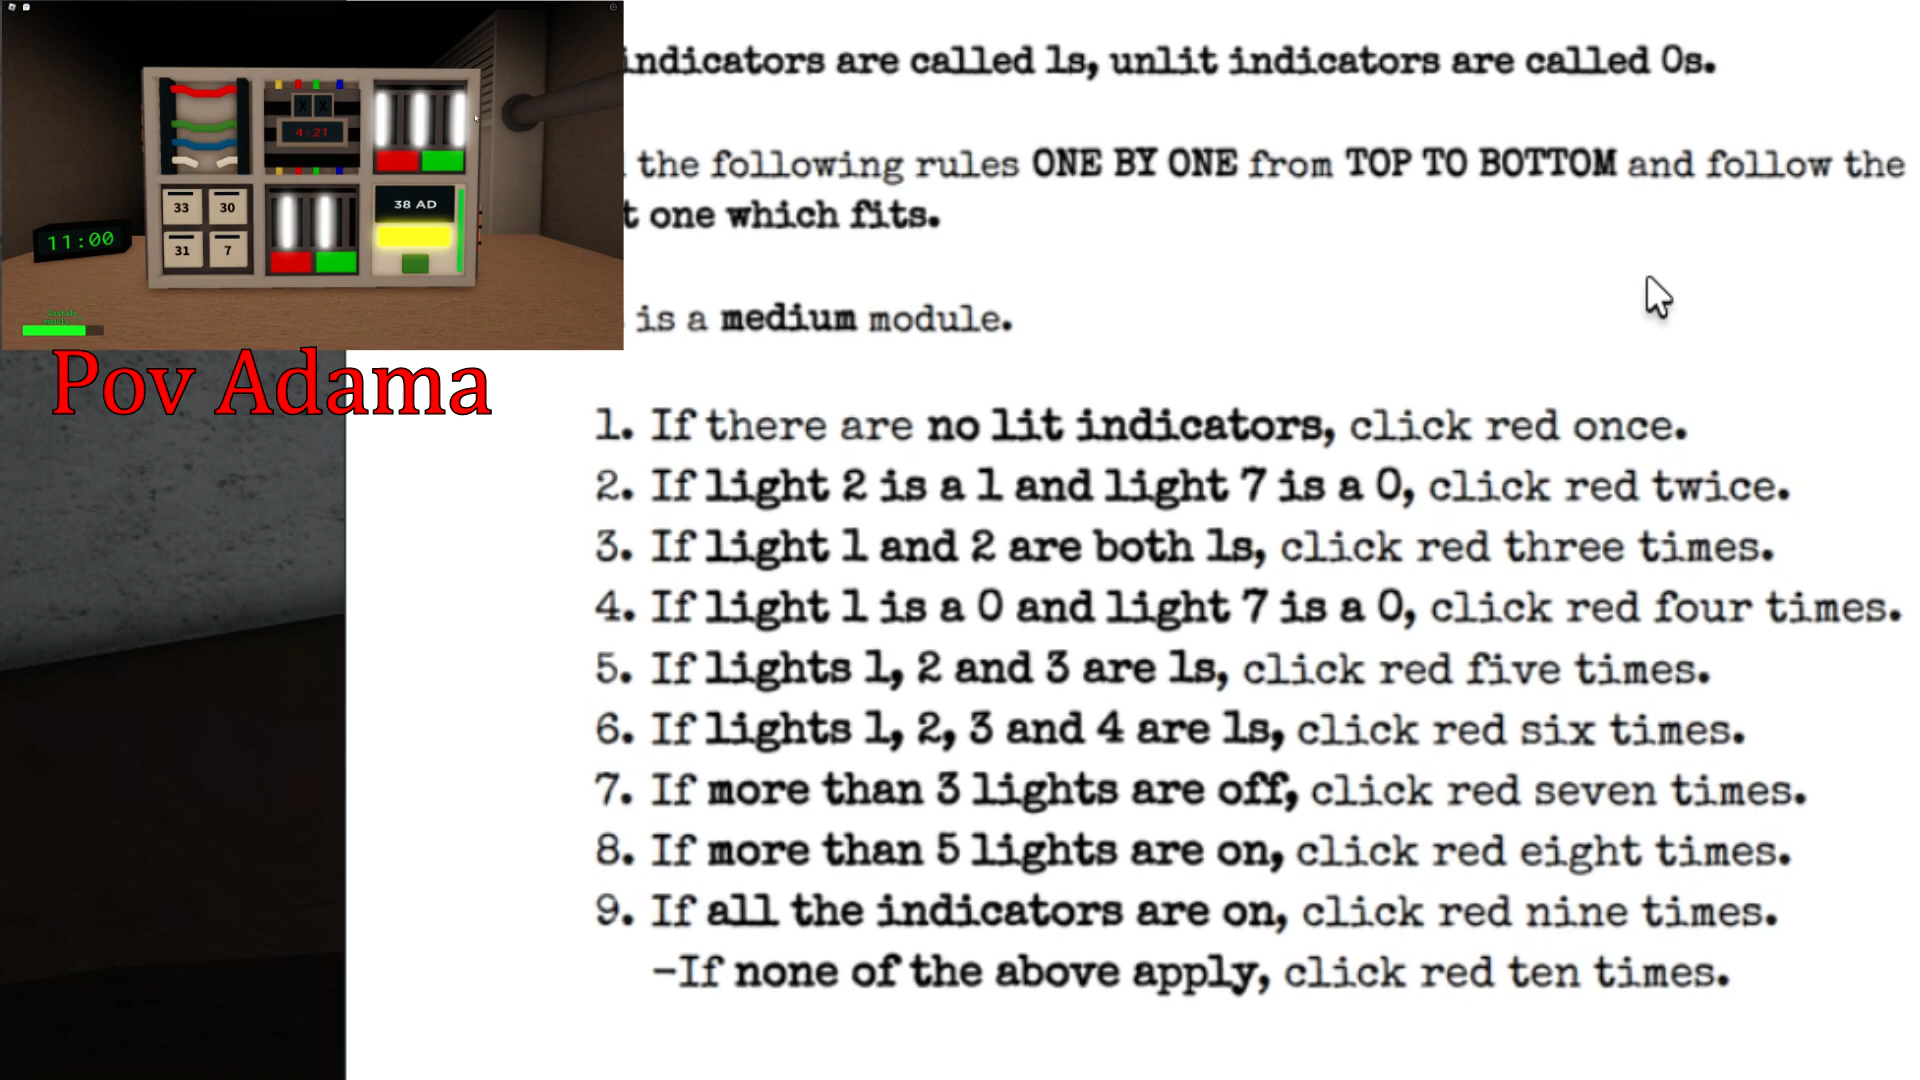 indicators are called 1s, unlit indicators are called 0s.
the following rules ONE BY ONE from TOP TO BOTTOM and follow the
one which fits.
is a medium module.
X X
4:21
33
30
31
7
38 AD
11:00
Pov Adama
1. If there are no lit indicators, click red once.
2. If light 2 is a 1 and light 7 is a 0, click red twice.
3. If light 1 and 2 are both 1s, click red three times.
4. If light 1 is a 0 and light 7 is a 0, click red four times.
5. If lights 1, 2 and 3 are 1s, click red five times.
6. If lights 1, 2, 3 and 4 are 1s, click red six times.
7. If more than 3 lights are off, click red seven times.
8. If more than 5 lights are on, click red eight times.
9. If all the indicators are on, click red nine times.
-If none of the above apply, click red ten times.